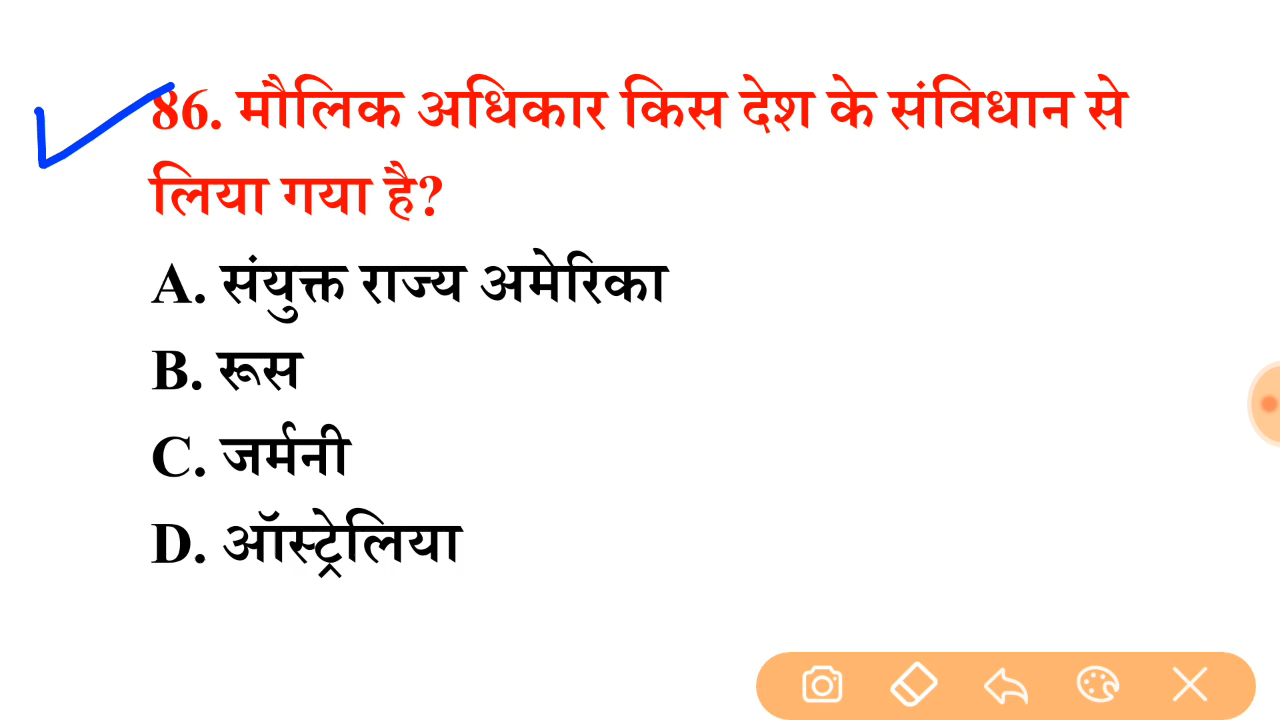 86. मौलिक अधिकार किस देश के संविधान से
लिया गया है?
A. संयुक्त राज्य अमेरिका
B. रूस
C. जर्मनी
D. ऑस्ट्रेलिया